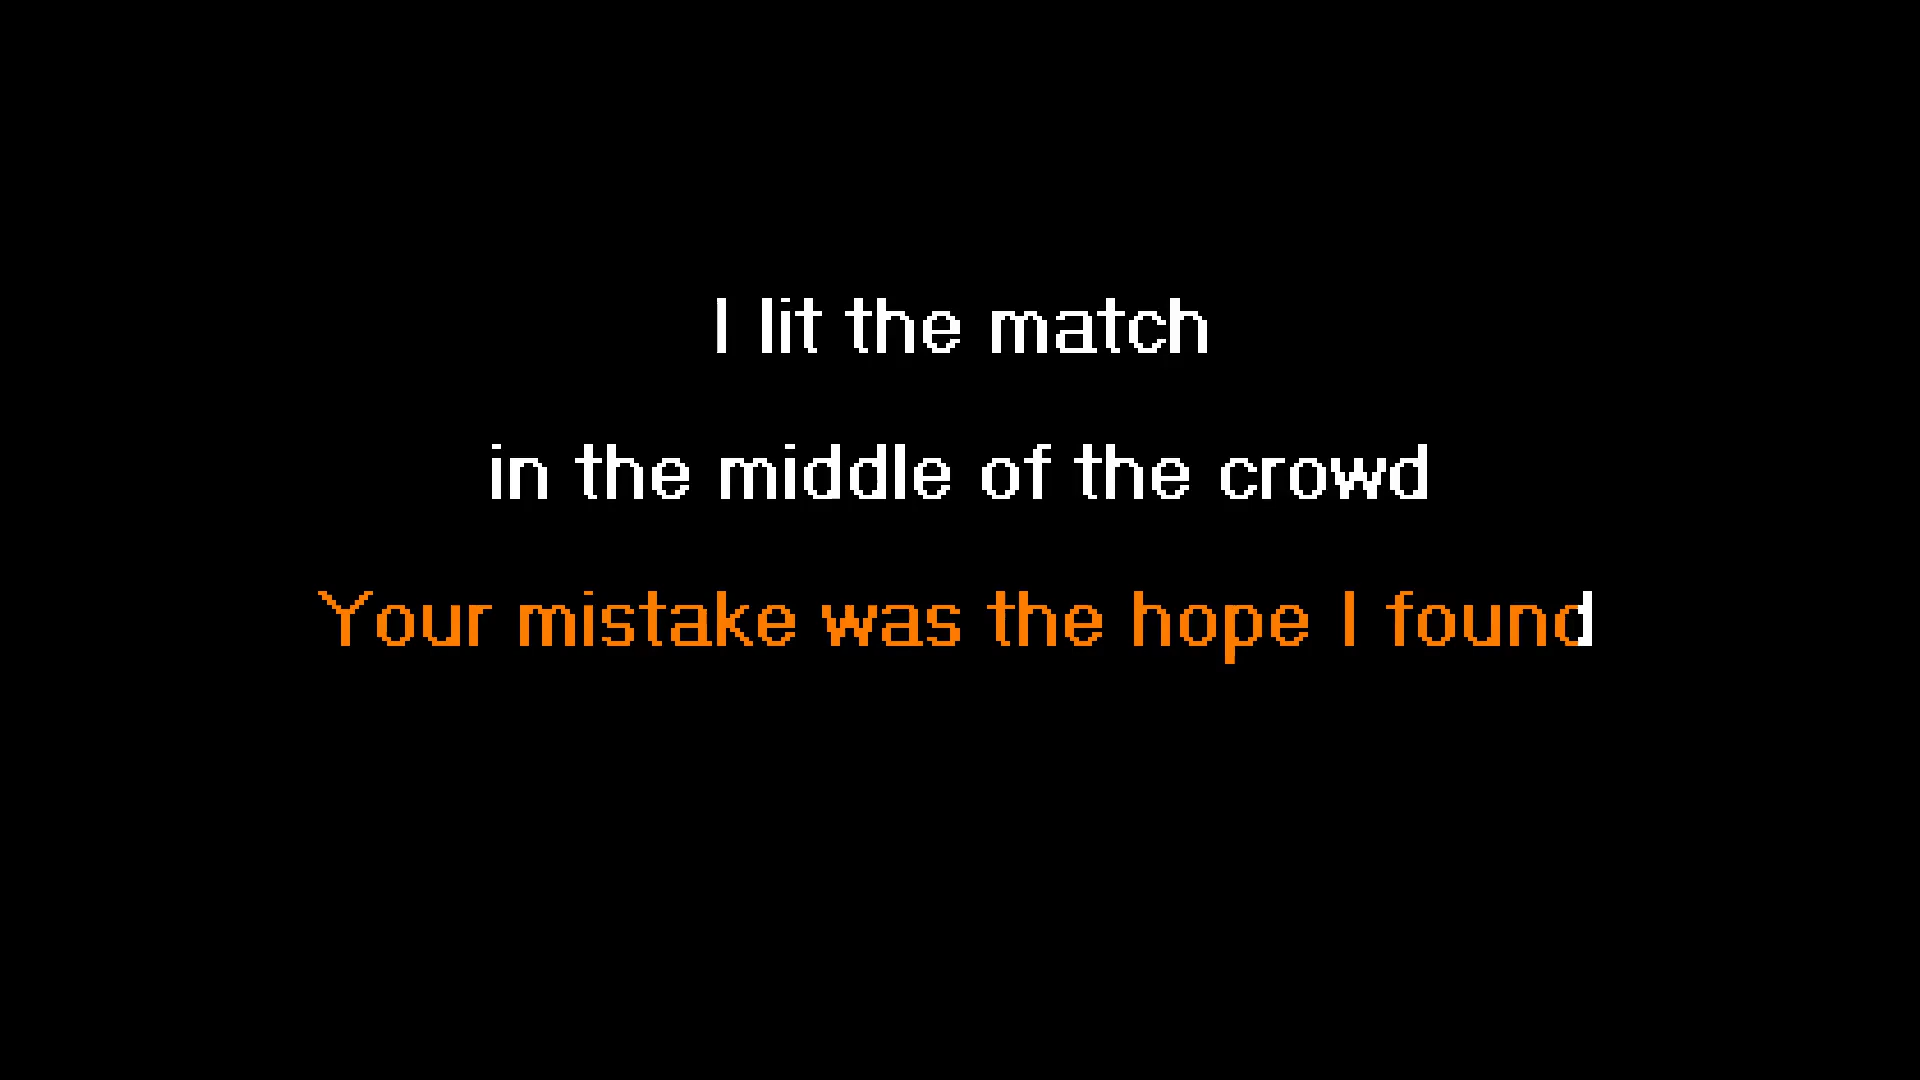 I lit the match
in the middle of the crowd
Your mistake was the hope I found